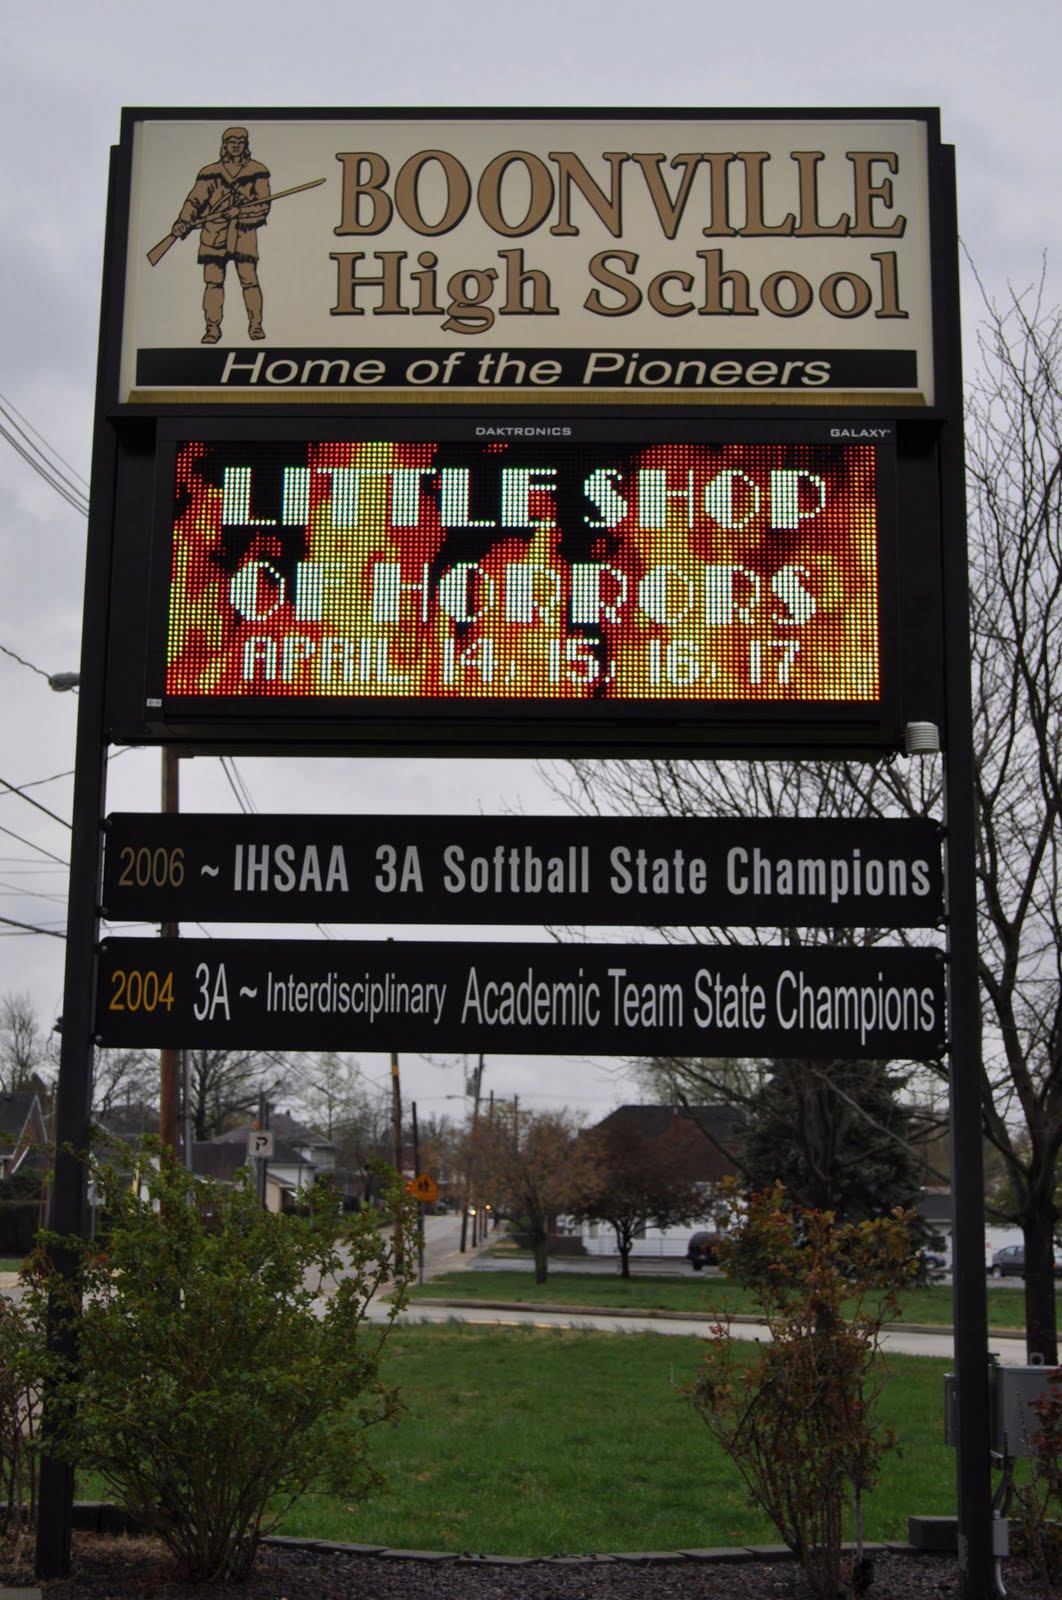 BOONVILLE
High School
Home of the Pioneers
DAKTRONICS GALAXY®
LITTLE SHOP
OF HORRORS
APRIL 14, 15, 16, 17
2006 ~ IHSAA 3A Softball State Champions
2004 3A ~ Interdisciplinary Academic Team State Champions
P